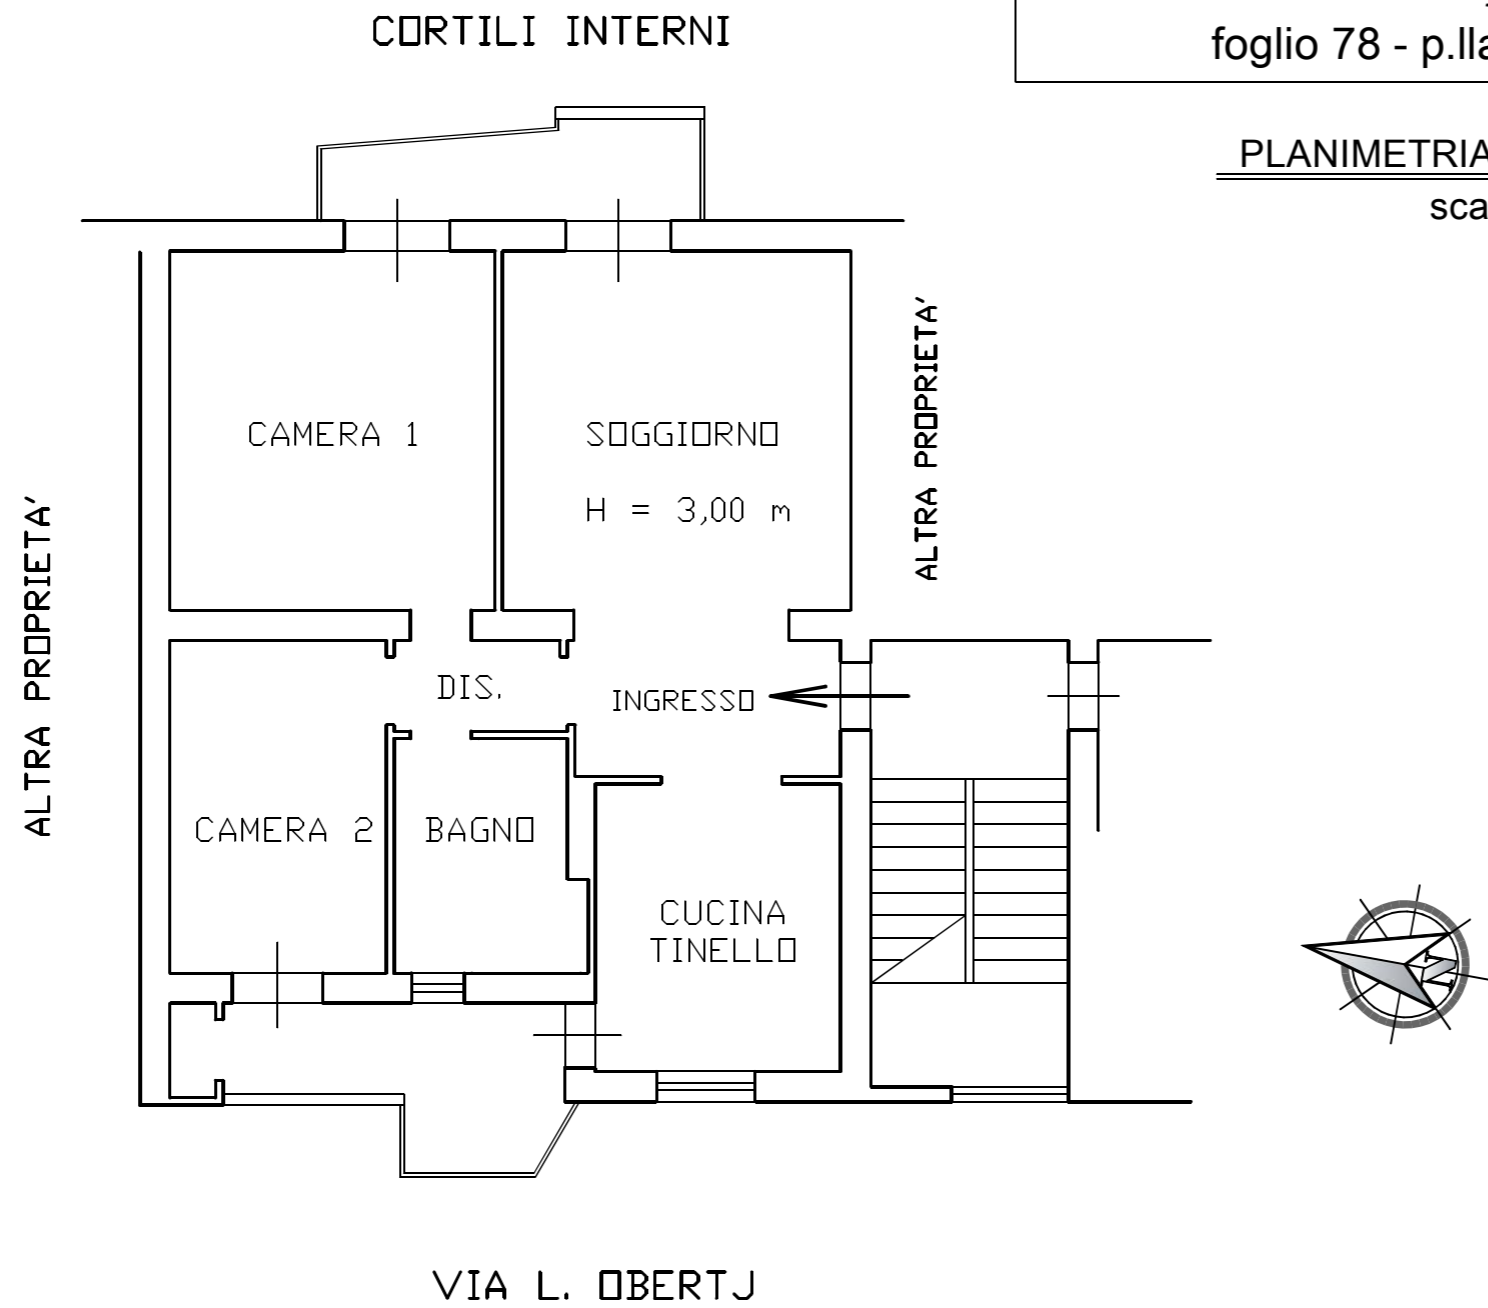 CORTILI INTERNI
foglio 78 - p.lla
PLANIMETRIA
sca
ALTRA PROPRIETA'
CAMERA 1
SOGGIORNO
H = 3,00 m
ALTRA PROPRIETA'
DIS.
INGRESSO
CAMERA 2
BAGNO
CUCINA
TINELLO
VIA L. OBERTJ